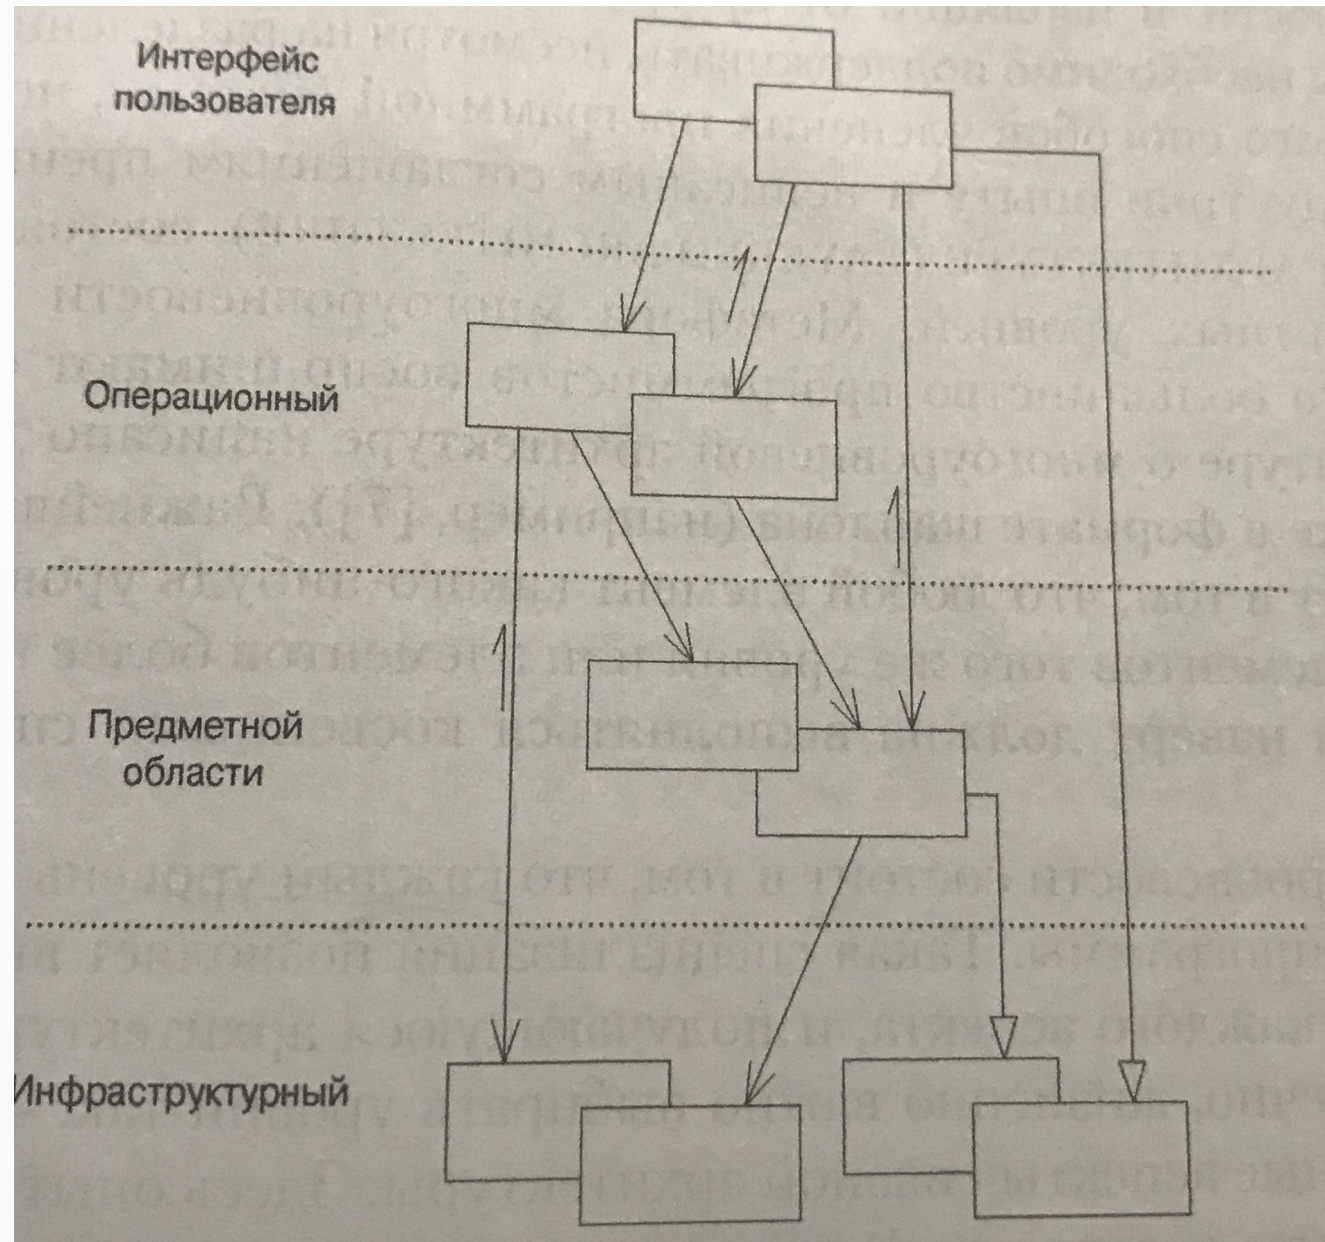 Интерфейс
пользователя
Операционный
Предметной
области
Инфраструктурный